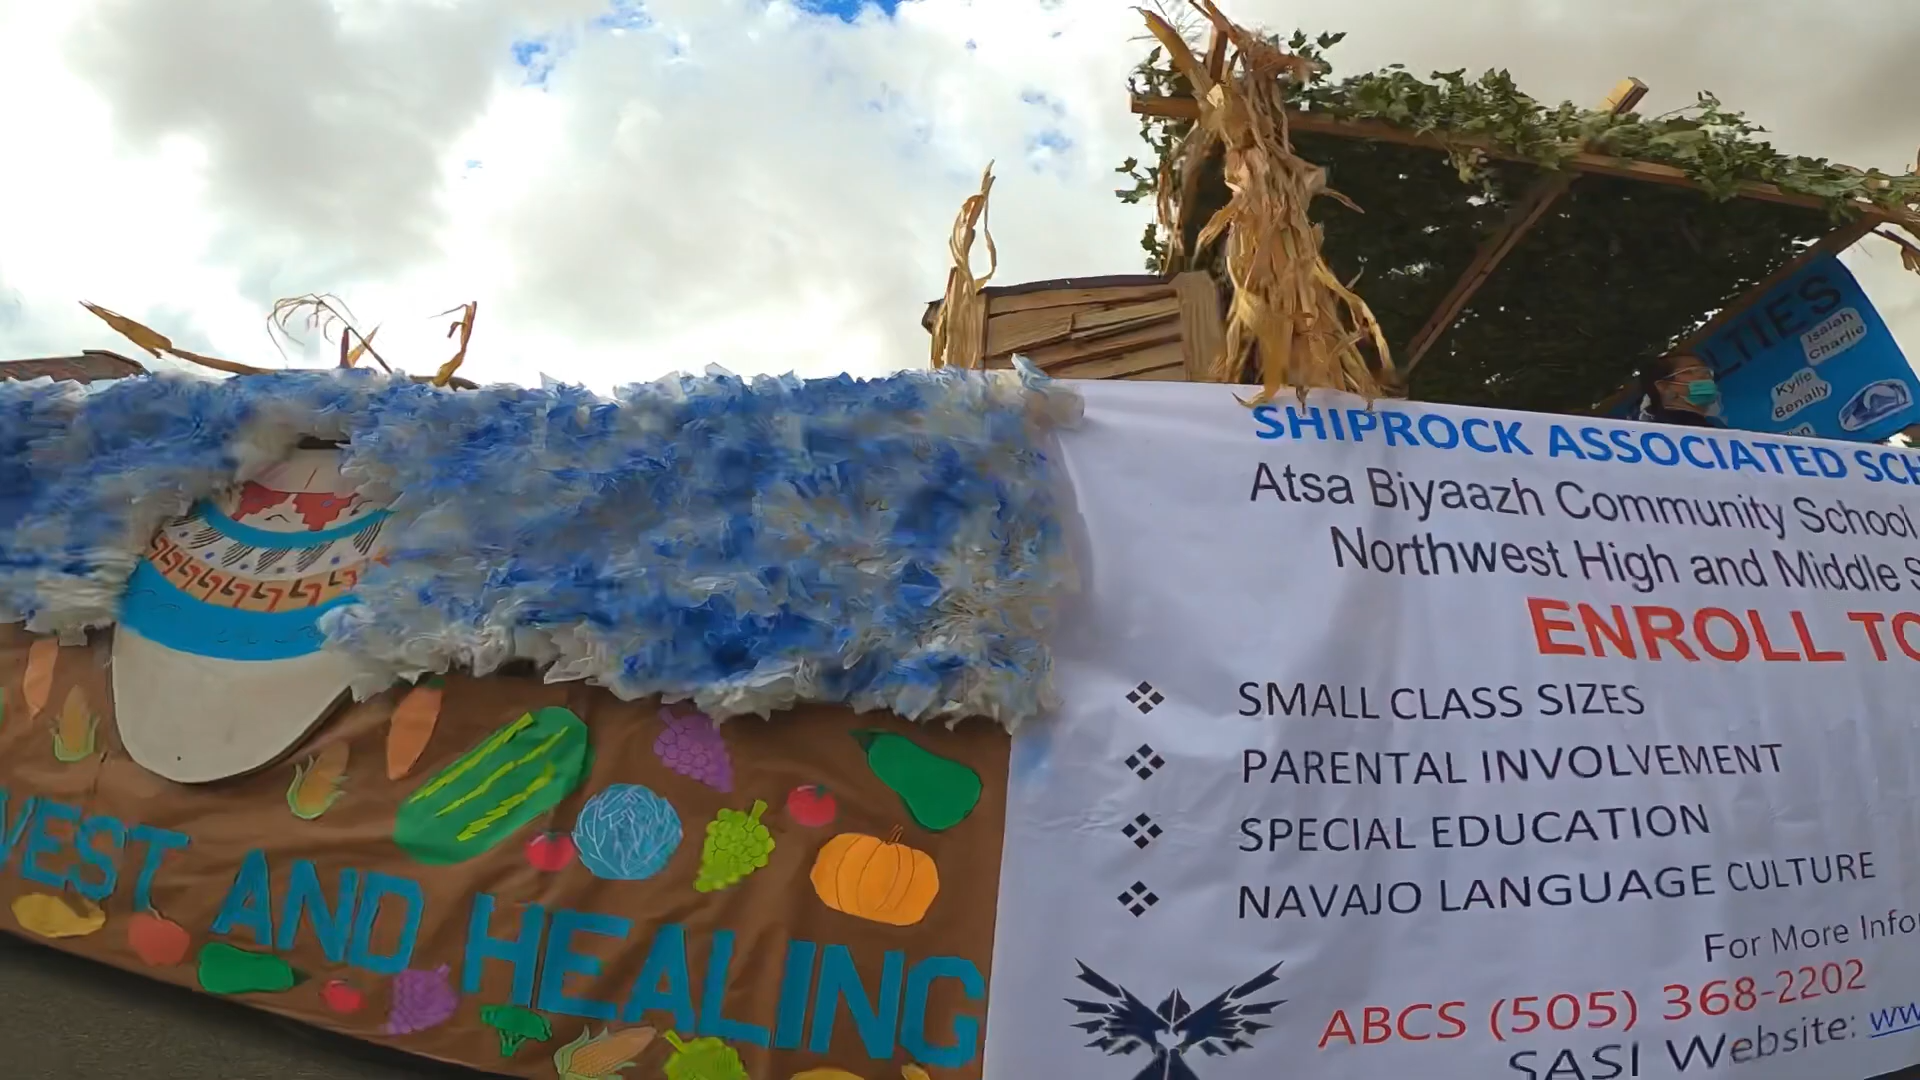 LTIES
Isaiah
Charlie
Kylie
Benally
SHIPROCK ASSOCIATED SCH
Atsa Biyaazh Community School
Northwest High and Middle S
ENROLL TO
❖ SMALL CLASS SIZES
❖ PARENTAL INVOLVEMENT
❖ SPECIAL EDUCATION
❖ NAVAJO LANGUAGE CULTURE
For More Info
ABCS (505) 368-2202
SASI Website: ww
VEST AND HEALING